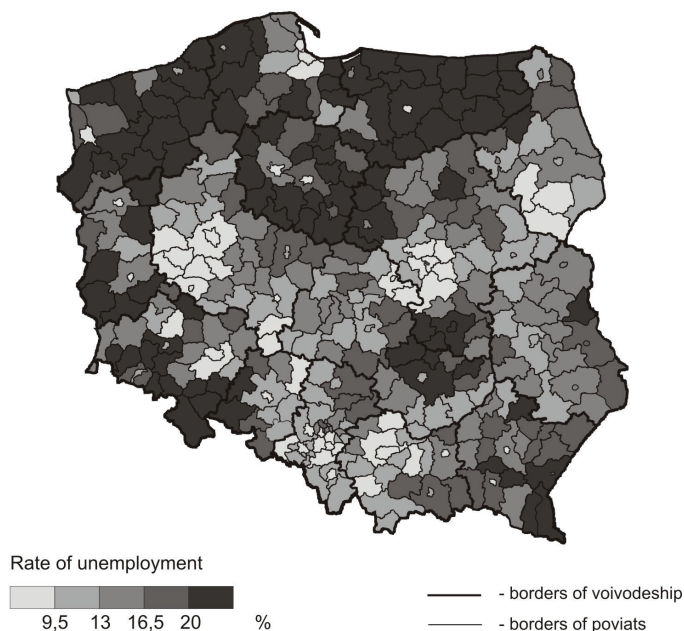 Rate of unemployment
9,5 13 16,5 20 %
- borders of voivodeship
- borders of poviats